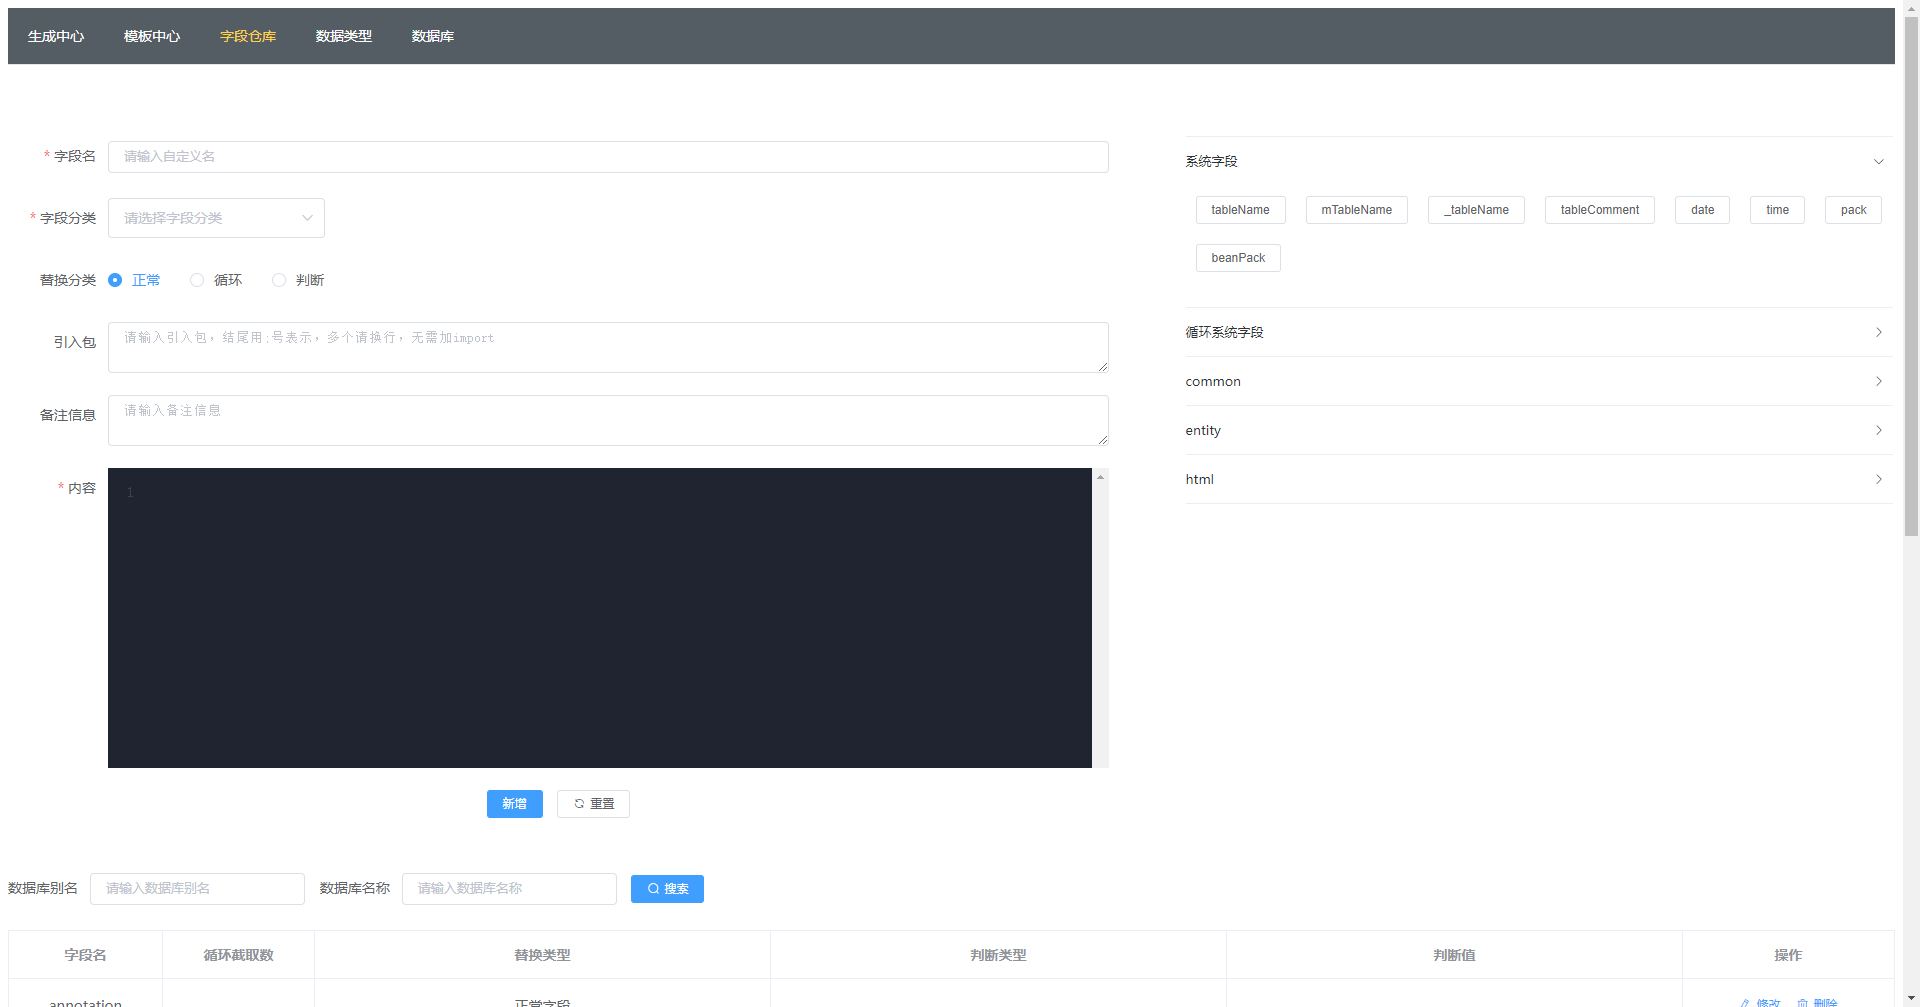 生成中心 模板中心 字段仓库 数据类型 数据库
* 字段名 请输入自定义名
* 字段分类 请选择字段分类
替换分类 正常 循环 判断
引入包 请输入引入包，结尾用;号表示，多个请换行，无需加import
备注信息 请输入备注信息
* 内容
1
新增 重置
系统字段
tableName mTableName _tableName tableComment date time pack
beanPack
循环系统字段
common
entity
html
数据库别名 请输入数据库别名 数据库名称 请输入数据库名称 搜索
字段名 循环截取数 替换类型 判断类型 判断值 操作
annotation 正常字段 修改 删除